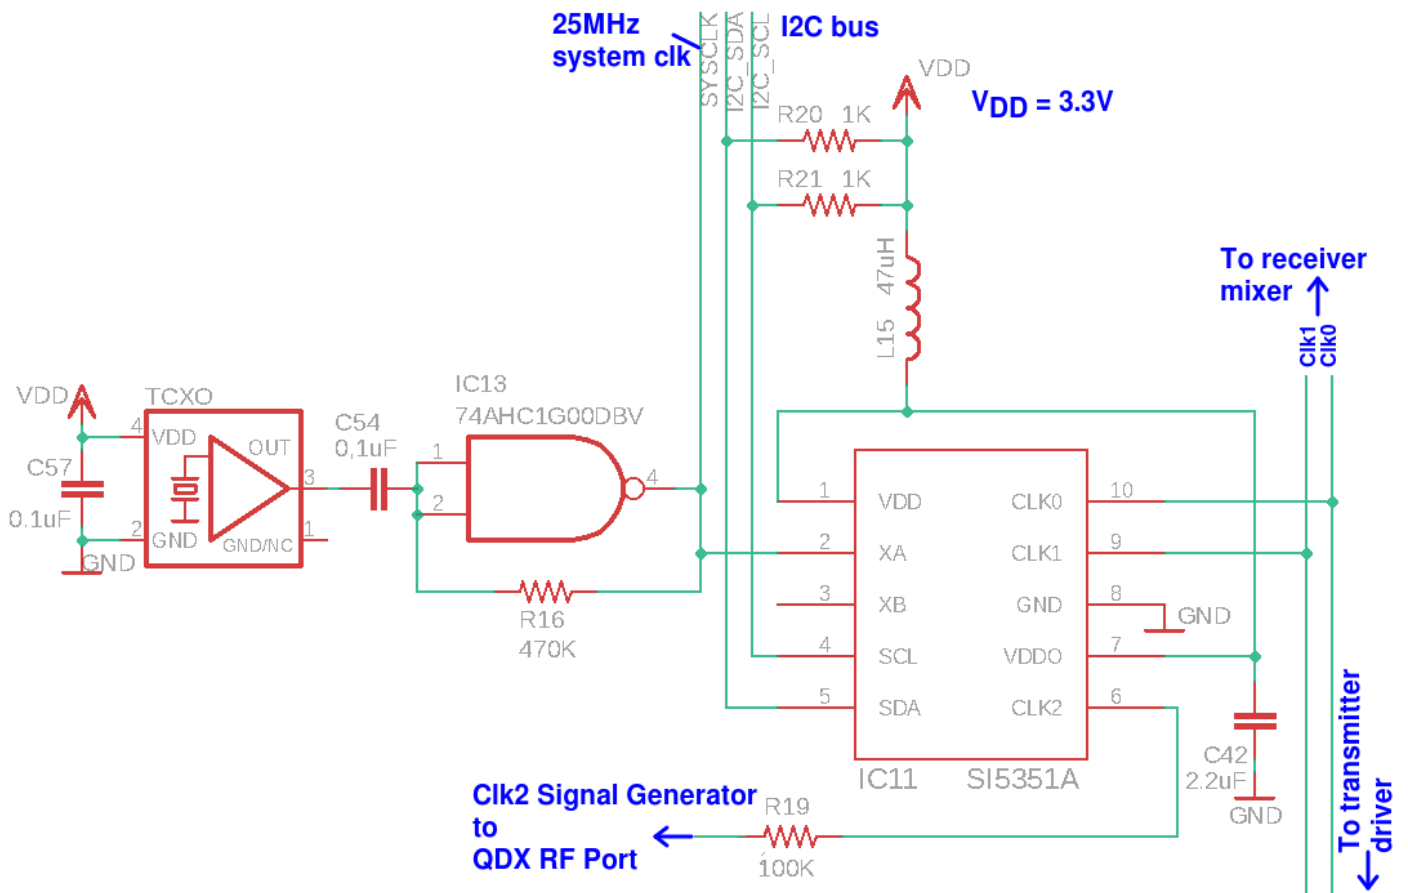 25MHz
system clk
SYSCLK
I2C_SDA
I2C_SCL
I2C bus
VDD
VDD = 3.3V
R20 1K
R21 1K
47uH
L15
To receiver
mixer
Clk1
Clk0
VDD
TCXO
4
VDD
OUT
3
C57
0.1uF
2
GND
GND/NC
1
GND
C54
0,1uF
IC13
74AHC1G00DBV
1
2
4
R16
470K
1
VDD
CLK0
10
2
XA
CLK1
9
3
XB
GND
8
GND
4
SCL
VDDO
7
5
SDA
CLK2
6
IC11
SI5351A
C42
2.2uF
GND
Clk2 Signal Generator
to
QDX RF Port
R19
100K
To transmitter
driver